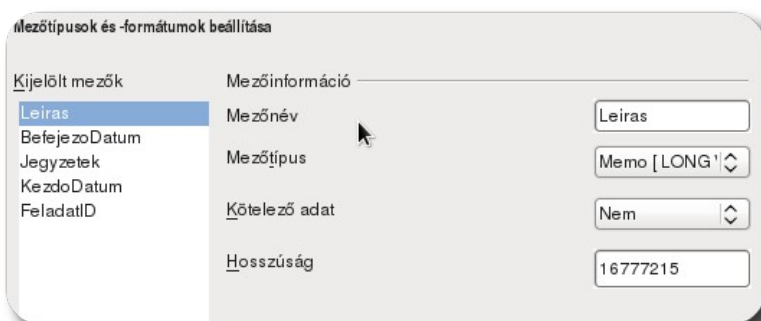 Mezőtípusok és -formátumok beállítása
Kijelölt mezők
Leiras
BefejezoDatum
Jegyzetek
KezdoDatum
FeladatID
Mezőinformáció
Mezőnév
Leiras
Mezőtípus
Memo [ LONG
Kötelező adat
Nem
Hosszúság
16777215